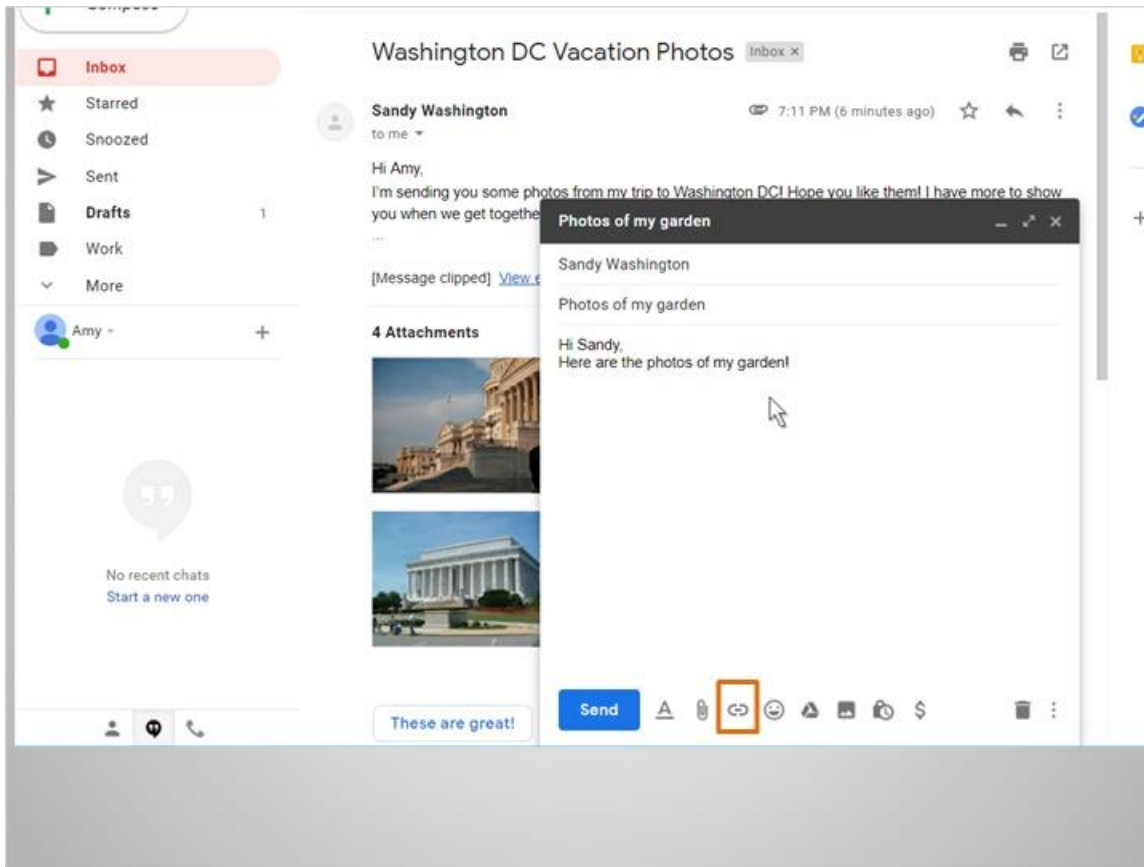 Inbox
Starred
Snoozed
Sent
Drafts 1
Work
More
Amy
No recent chats
Start a new one
Washington DC Vacation Photos Inbox ×
Sandy Washington 7:11 PM (6 minutes ago)
to me
Hi Amy,
I'm sending you some photos from my trip to Washington DC! Hope you like them! I have more to show
you when we get togethe
...
[Message clipped] View e
4 Attachments
These are great!
Photos of my garden
Sandy Washington
Photos of my garden
Hi Sandy,
Here are the photos of my garden!
Send A $